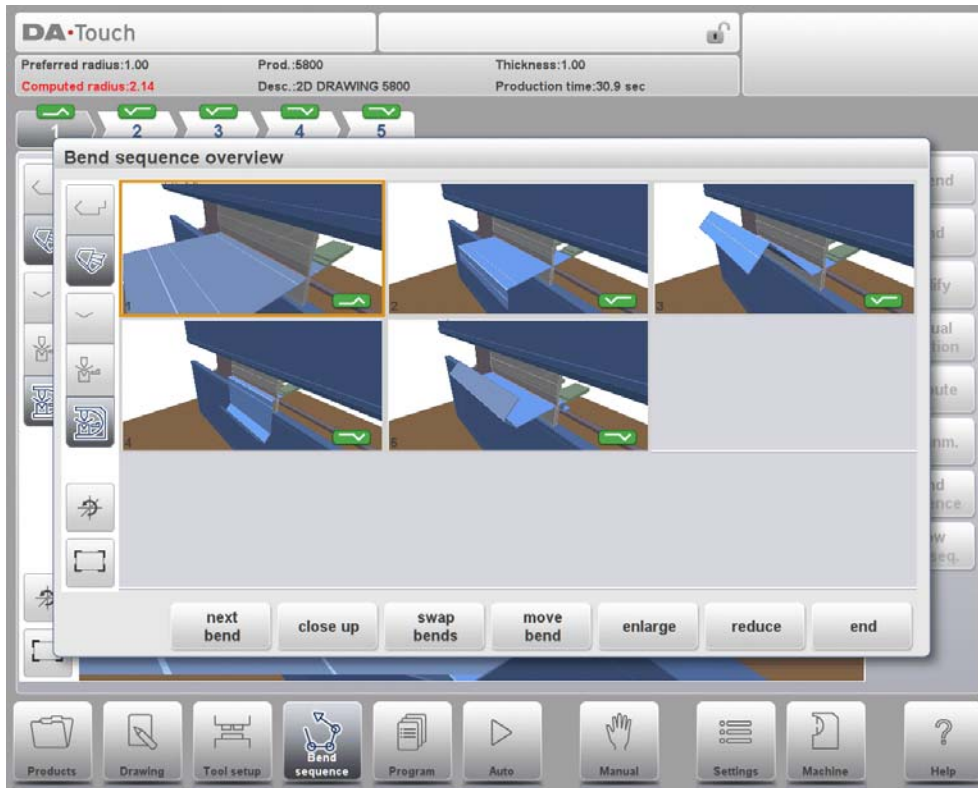 DA•Touch
Preferred radius:1.00
Prod.:5800
Thickness:1.00
Computed radius:2.14
Desc.:2D DRAWING 5800
Production time:30.9 sec
1
2
3
4
5
Bend sequence overview
1
2
3
4
5
next
bend
close up
swap
bends
move
bend
enlarge
reduce
end
Products
Drawing
Tool setup
Bend
sequence
Program
Auto
Manual
Settings
Machine
Help